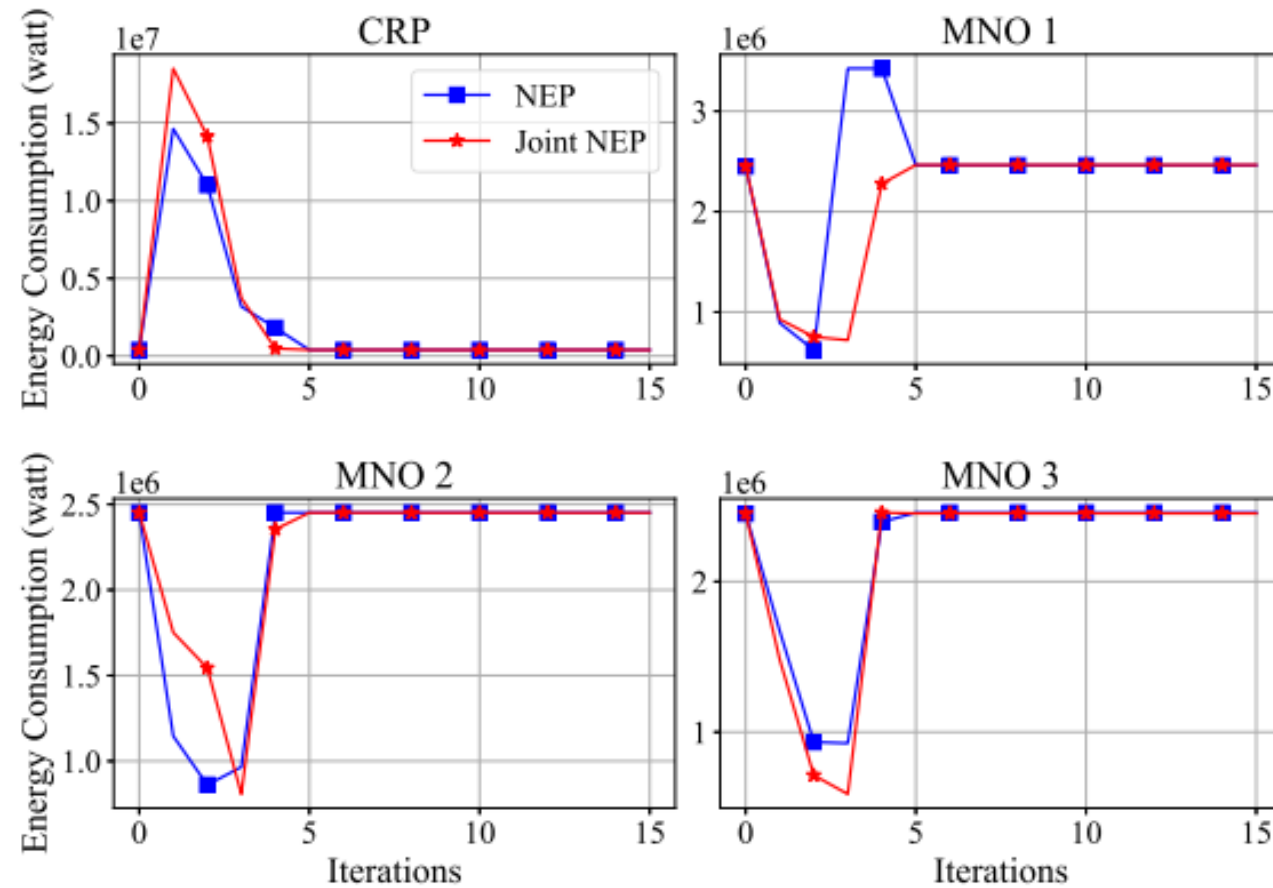 CRP
1e7
Energy Consumption (watt)
1.5
1.0
0.5
0.0
0 5 10 15
NEP
Joint NEP
MNO 1
1e6
3
2
1
0 5 10 15
MNO 2
1e6
Energy Consumption (watt)
2.5
2.0
1.5
1.0
0 5 10 15
Iterations
MNO 3
1e6
2
1
0 5 10 15
Iterations